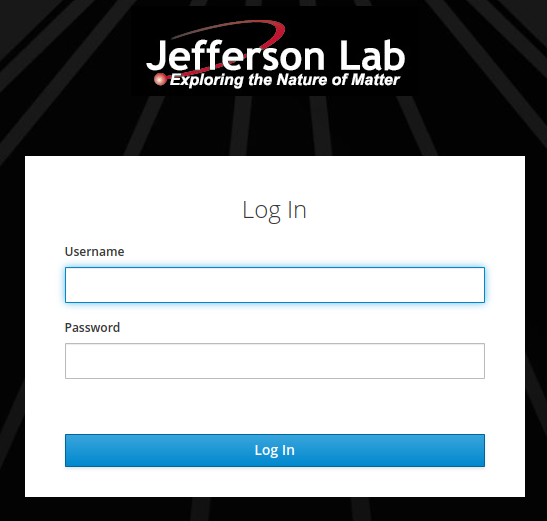 Jefferson Lab
Exploring the Nature of Matter
Log In
Username
Password
Log In